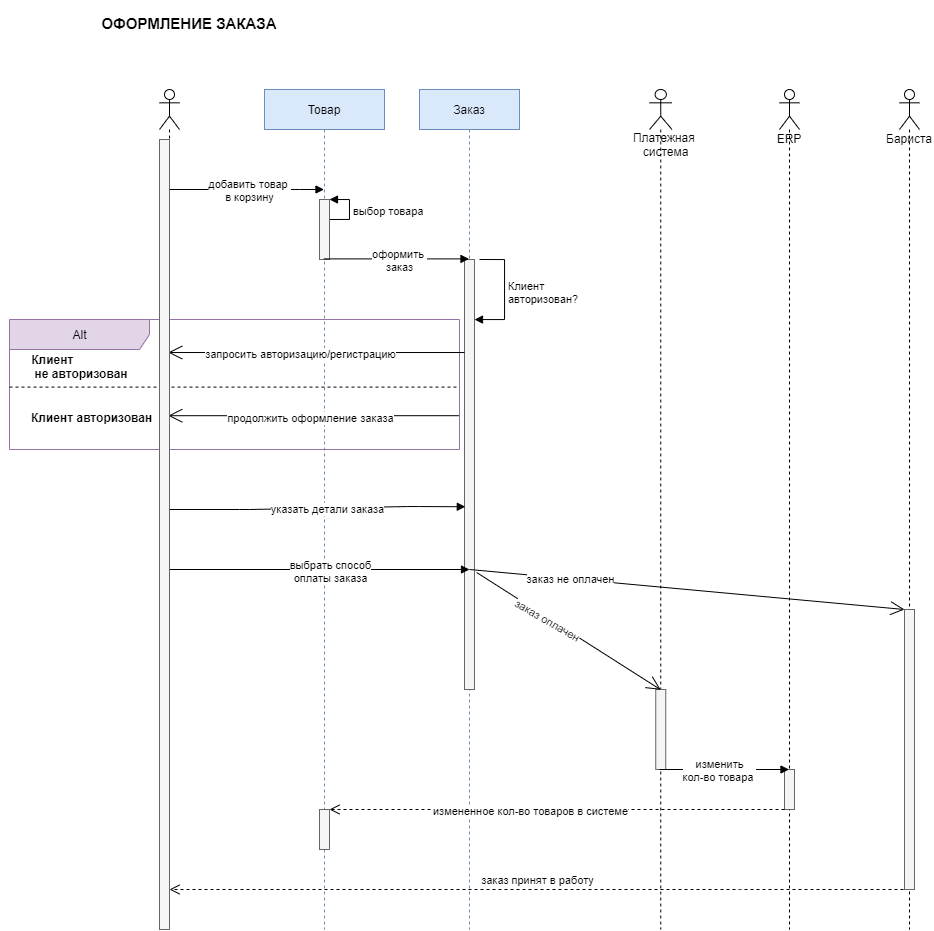 ОФОРМЛЕНИЕ ЗАКАЗА
Товар
Заказ
Платежная
система
ERP
Бариста
добавить товар
в корзину
выбор товара
оформить
заказ
Клиент
авторизован?
Alt
Клиент
не авторизован
запросить авторизацию/регистрацию
Клиент авторизован
продолжить оформление заказа
указать детали заказа
выбрать способ
оплаты заказа
заказ не оплачен
заказ оплачен
изменить
кол-во товара
измененное кол-во товаров в системе
заказ принят в работу